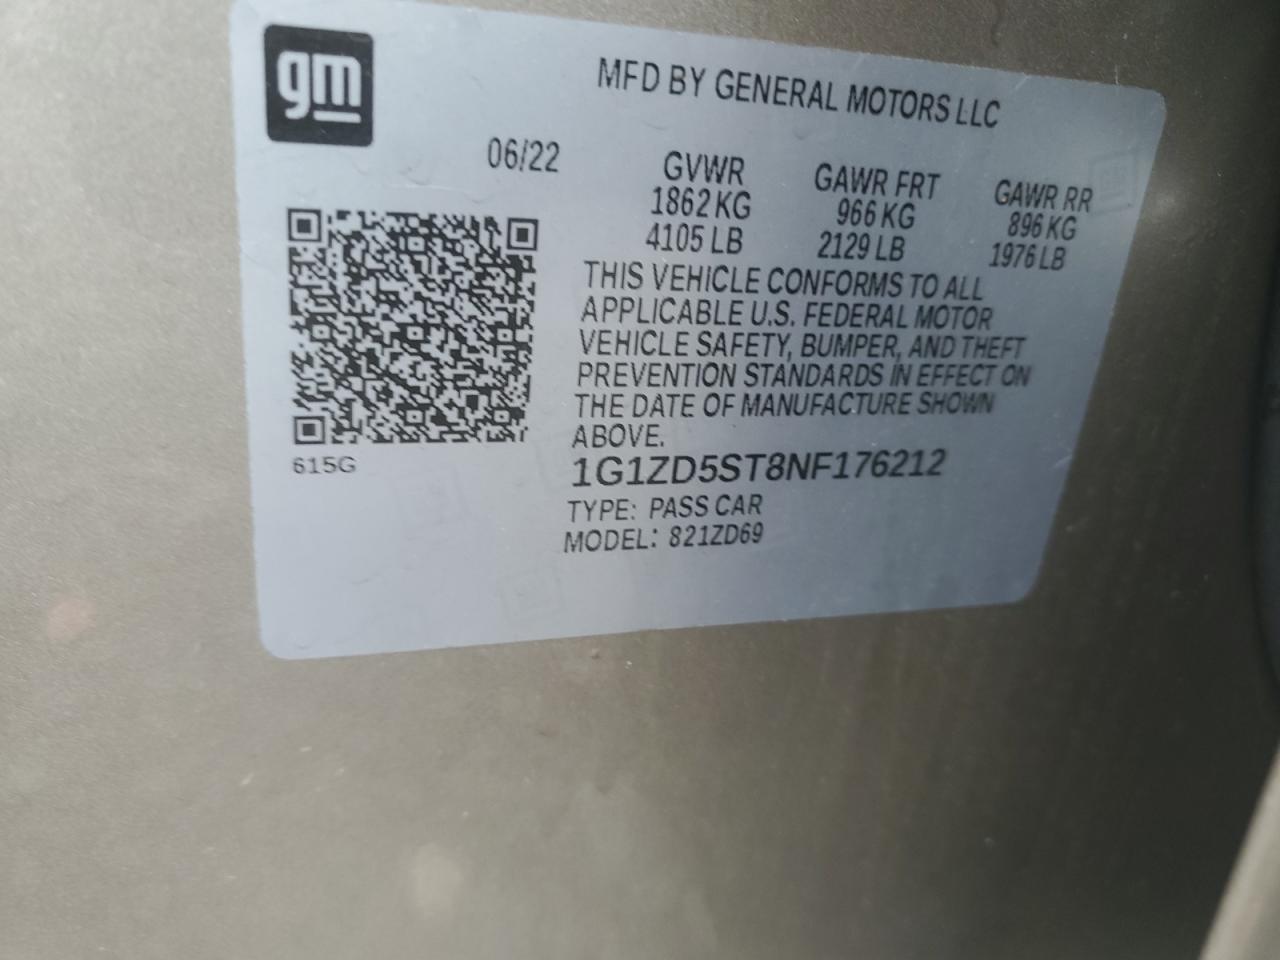 gm
MFD BY GENERAL MOTORS LLC
06/22
GVWR
1862 KG
4105 LB
GAWR FRT
966 KG
2129 LB
GAWR RR
896 KG
1976 LB
THIS VEHICLE CONFORMS TO ALL
APPLICABLE U.S. FEDERAL MOTOR
VEHICLE SAFETY, BUMPER, AND THEFT
PREVENTION STANDARDS IN EFFECT ON
THE DATE OF MANUFACTURE SHOWN
ABOVE.
615G
1G1ZD5ST8NF176212
TYPE: PASS CAR
MODEL: 821ZD69